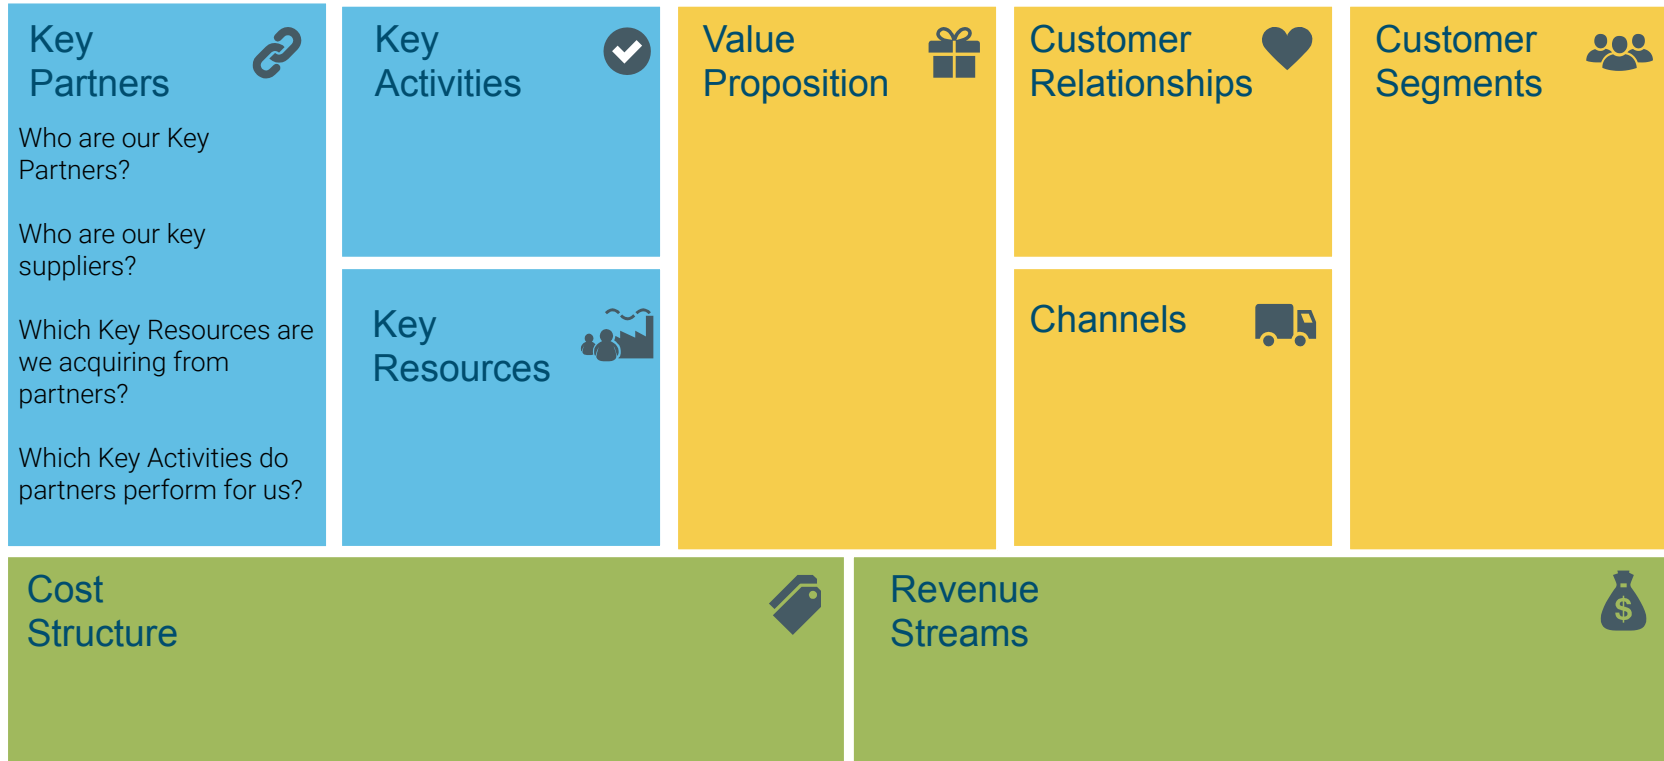 Key
Partners
Who are our Key
Partners?
Who are our key
suppliers?
Which Key Resources are
we acquiring from
partners?
Which Key Activities do
partners perform for us?
Key
Activities
Key
Resources
Value
Proposition
Customer
Relationships
Channels
Customer
Segments
Cost
Structure
Revenue
Streams
$